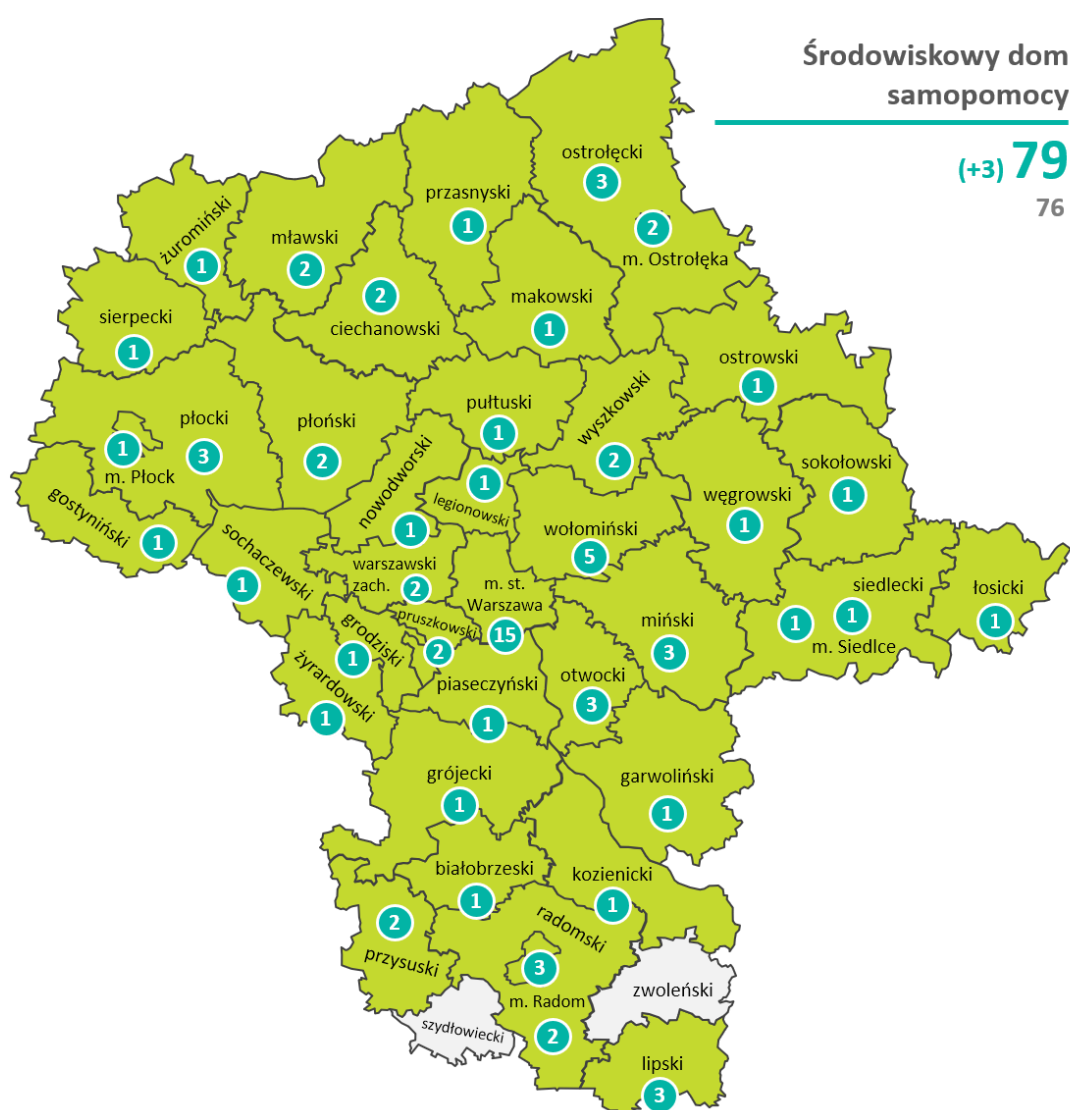 Środowiskowy dom
samopomocy
(+3) 79
76
ostrołęcki
3
2
m. Ostrołęka
przasnyski
1
żuromiński
1
mławski
2
2
ciechanowski
makowski
1
sierpecki
1
ostrowski
1
płocki
3
1
m. Płock
płoński
2
pułtuski
1
wyszkowski
2
nowodworski
1
1
legionowski
sokołowski
1
węgrowski
1
gostyniński
1
sochaczewski
1
wołomiński
5
warszawski
zach.
2
m. st.
Warszawa
15
siedlecki
1
1
m. Siedlce
łosicki
1
miński
3
pruszkowski
2
grodziski
1
żyrardowski
1
piaseczyński
1
otwocki
3
grójecki
1
garwoliński
1
białobrzeski
1
kozienicki
1
2
przysuski
radomski
3
m. Radom
2
zwoleński
szydłowiecki
lipski
3